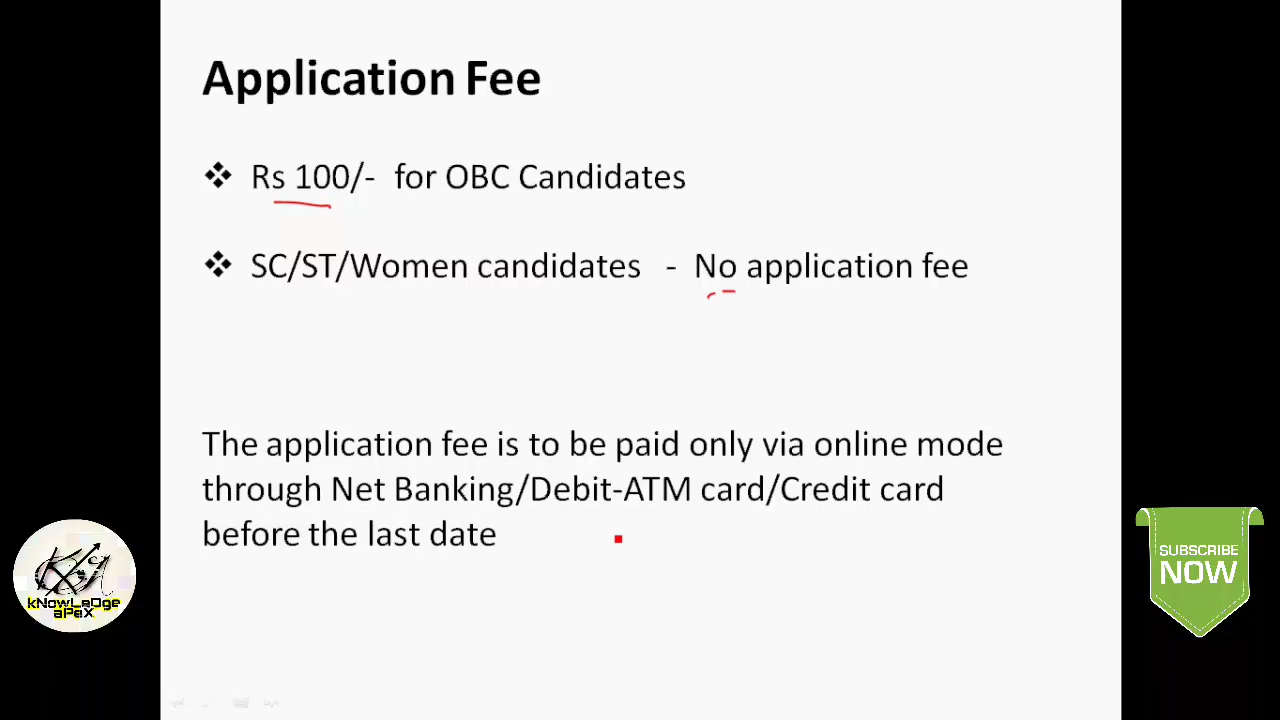 Application Fee
❖ Rs 100/- for OBC Candidates
❖ SC/ST/Women candidates - No application fee
The application fee is to be paid only via online mode
through Net Banking/Debit-ATM card/Credit card
before the last date
kNowLeDge
aPeX
SUBSCRIBE
NOW